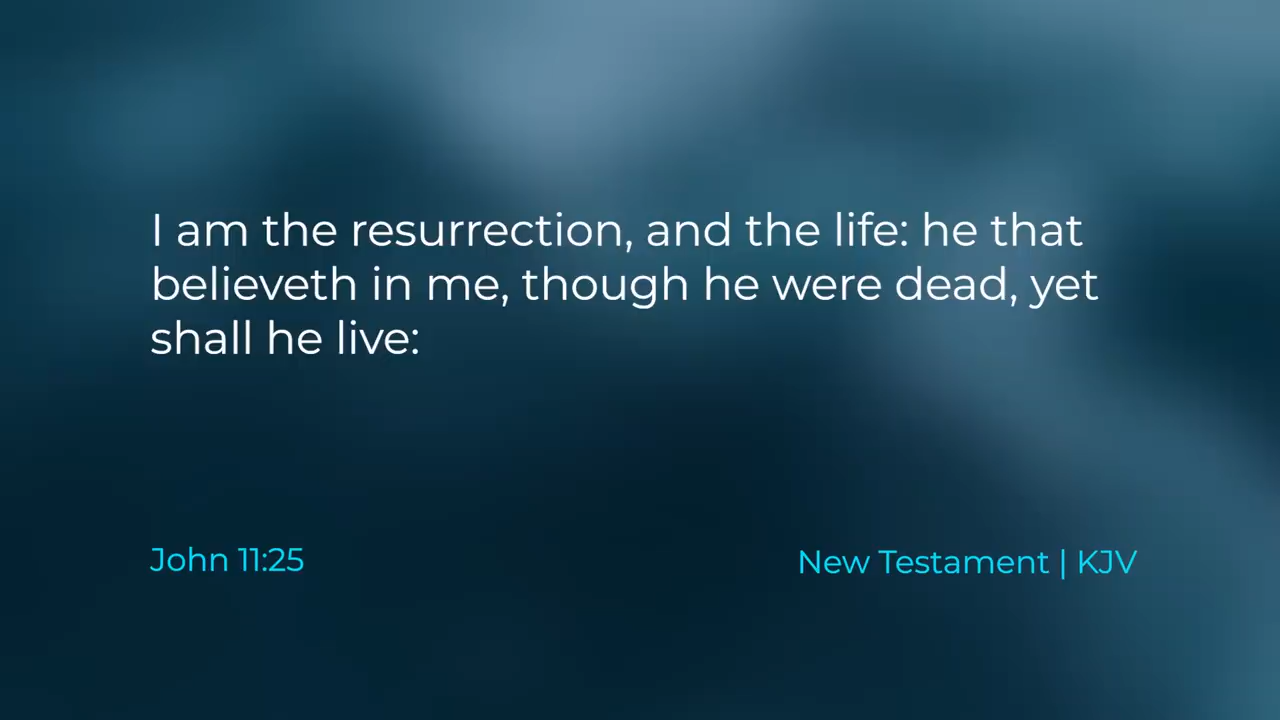 I am the resurrection, and the life: he that
believeth in me, though he were dead, yet
shall he live:
John 11:25
New Testament | KJV